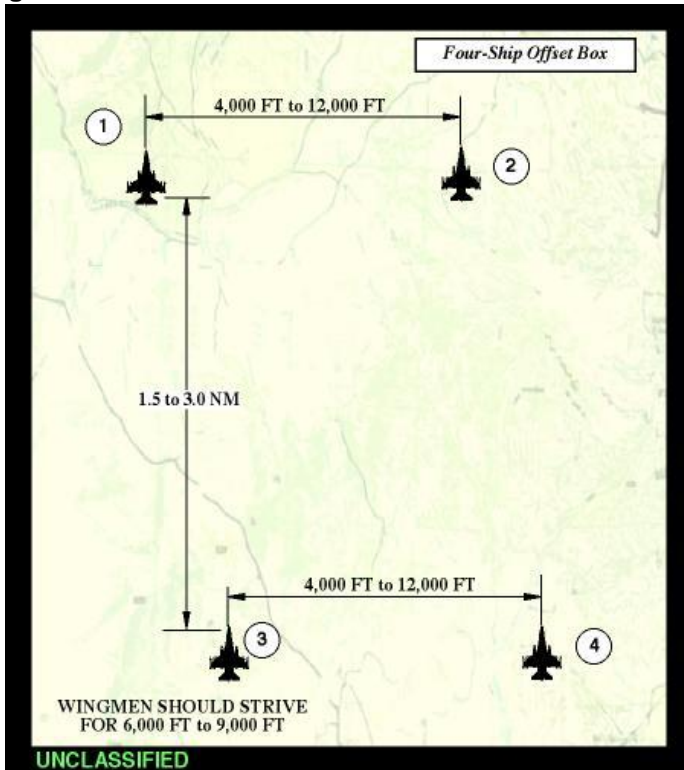 Four-Ship Offset Box
4,000 FT to 12,000 FT
1
2
1.5 to 3.0 NM
4,000 FT to 12,000 FT
3
4
WINGMEN SHOULD STRIVE
FOR 6,000 FT to 9,000 FT
UNCLASSIFIED